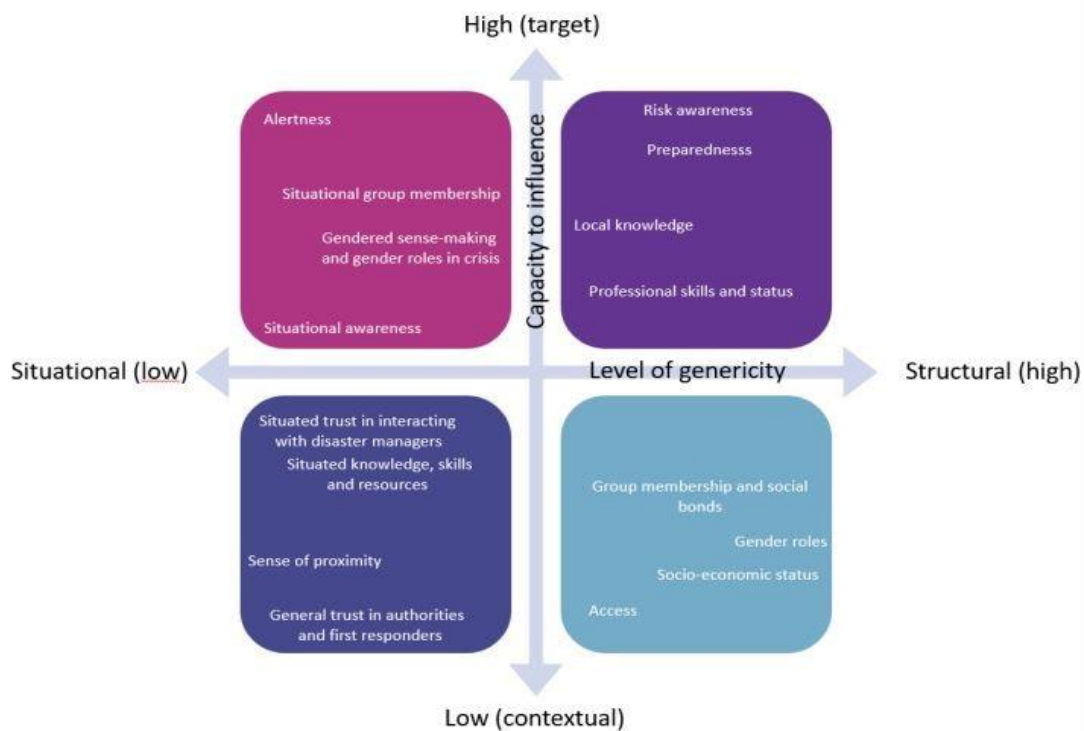 High (target)
Alertness
Situational group membership
Gendered sense-making
and gender roles in crisis
Situational awareness
Capacity to influence
Risk awareness
Preparednesss
Local knowledge
Professional skills and status
Situational (low)
Level of genericity
Structural (high)
Situated trust in interacting
with disaster managers
Situated knowledge, skills
and resources
Sense of proximity
General trust in authorities
and first responders
Group membership and social
bonds
Gender roles
Socio-economic status
Access
Low (contextual)